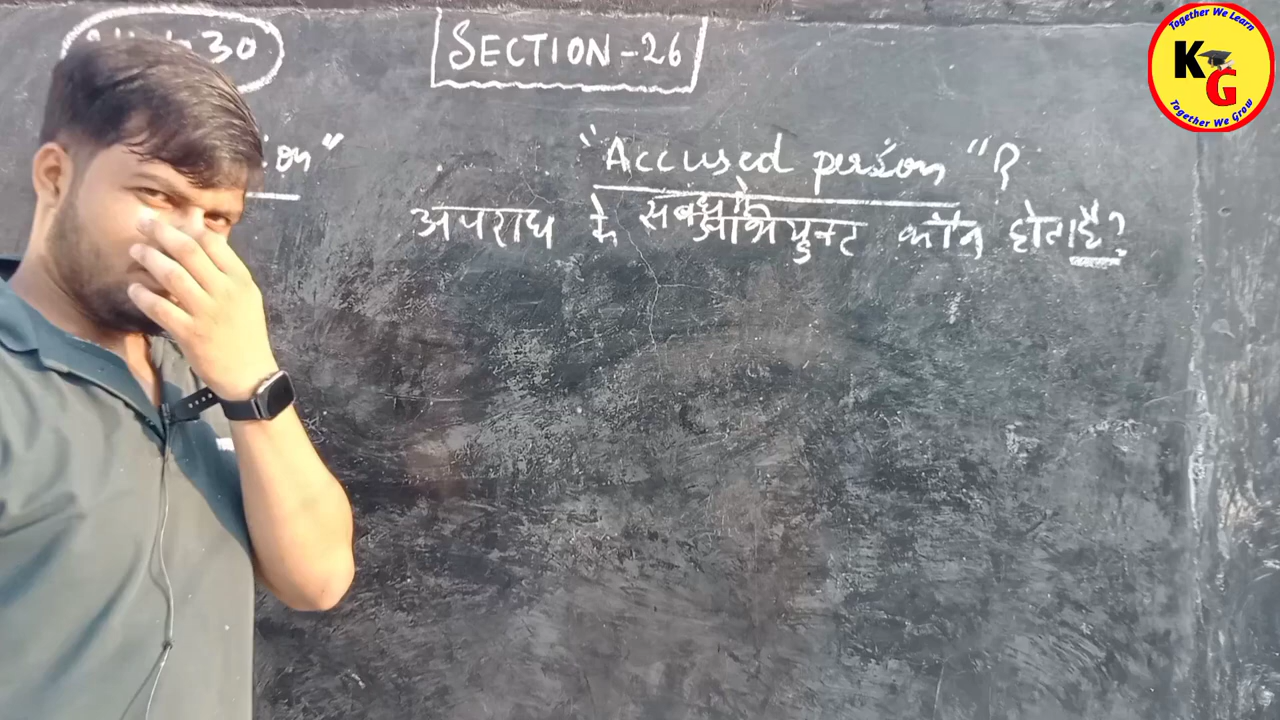 30
SECTION-26
"Accused person"?
अपराध के संबंध में अभियुक्त कौन होता है?
Together We Learn
KG
Together We Grow